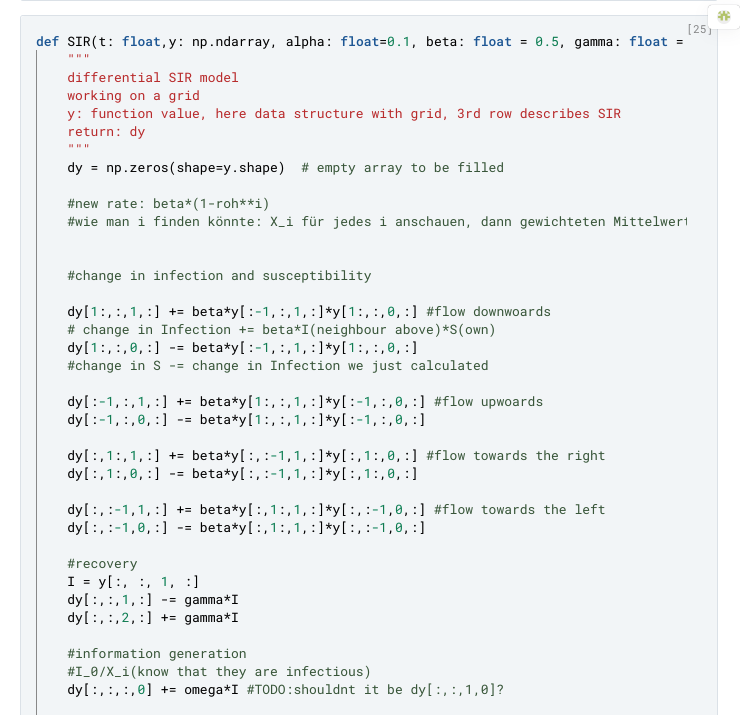 [25]
def SIR(t: float,y: np.ndarray, alpha: float=0.1, beta: float = 0.5, gamma: float =
"""
differential SIR model
working on a grid
y: function value, here data structure with grid, 3rd row describes SIR
return: dy
"""
dy = np.zeros(shape=y.shape)  # empty array to be filled
#new rate: beta*(1-roh**i)
#wie man i finden könnte: X_i für jedes i anschauen, dann gewichteten Mittelwert
#change in infection and susceptibility
dy[1:,:,1,:] += beta*y[:-1,:,1,:]*y[1:,:,0,:] #flow downwoards
# change in Infection += beta*I(neighbour above)*S(own)
dy[1:,:,0,:] -= beta*y[:-1,:,1,:]*y[1:,:,0,:]
#change in S -= change in Infection we just calculated
dy[:-1,:,1,:] += beta*y[1:,:,1,:]*y[:-1,:,0,:] #flow upwoards
dy[:-1,:,0,:] -= beta*y[1:,:,1,:]*y[:-1,:,0,:]
dy[:,1:,1,:] += beta*y[:,:-1,1,:]*y[:,1:,0,:] #flow towards the right
dy[:,1:,0,:] -= beta*y[:,:-1,1,:]*y[:,1:,0,:]
dy[:,:-1,1,:] += beta*y[:,1:,1,:]*y[:,:-1,0,:] #flow towards the left
dy[:,:-1,0,:] -= beta*y[:,1:,1,:]*y[:,:-1,0,:]
#recovery
I = y[:, :, 1, :]
dy[:,:,1,:] -= gamma*I
dy[:,:,2,:] += gamma*I
#information generation
#I_0/X_i(know that they are infectious)
dy[:,:,:,0] += omega*I #TODO:shouldnt it be dy[:,:,1,0]?